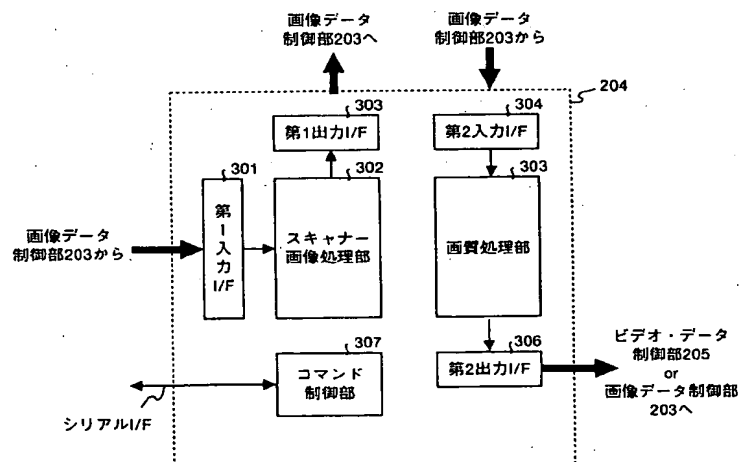 画像データ
制御部203へ
画像データ
制御部203から
204
303
第1出力I/F
304
第2入力I/F
301
第1入力I/F
302
スキャナー
画像処理部
303
画質処理部
画像データ
制御部203から
307
コマンド
制御部
306
第2出力I/F
ビデオ・データ
制御部205
or
画像データ制御部
203へ
シリアルI/F